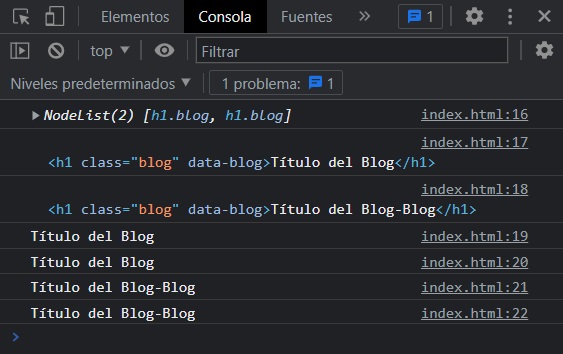 Elementos Consola Fuentes 1
top Filtrar
Niveles predeterminados 1 problema: 1
NodeList(2) [h1.blog, h1.blog] index.html:16
index.html:17
<h1 class="blog" data-blog>Título del Blog</h1>
index.html:18
<h1 class="blog" data-blog>Título del Blog-Blog</h1>
Título del Blog index.html:19
Título del Blog index.html:20
Título del Blog-Blog index.html:21
Título del Blog-Blog index.html:22